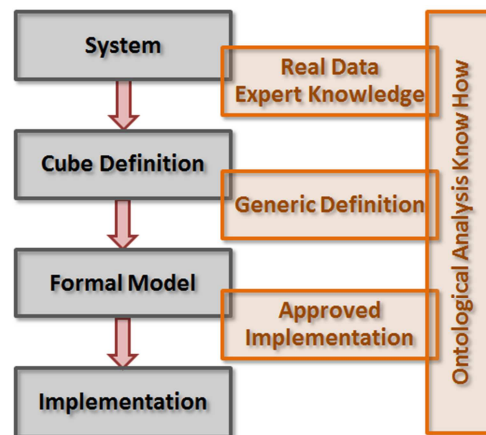 System
Real Data
Expert Knowledge
Cube Definition
Generic Definition
Formal Model
Approved
Implementation
Implementation
Ontological Analysis Know How